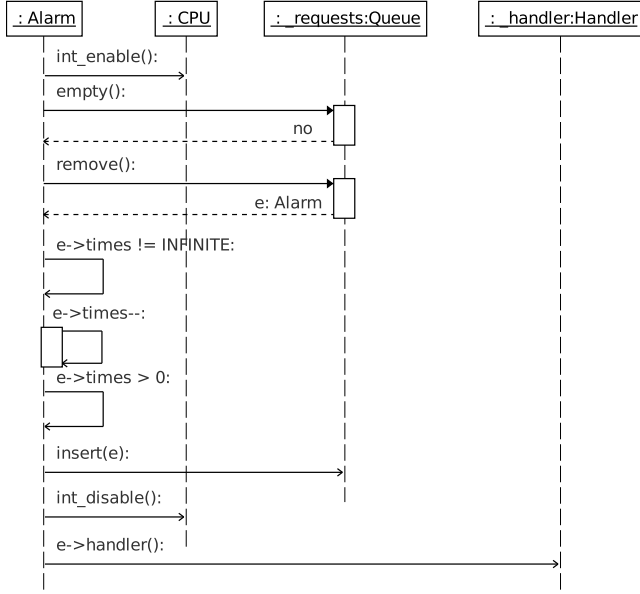 : Alarm
: CPU
: _requests:Queue
: _handler:Handler
int_enable():
empty():
no
remove():
e: Alarm
e->times != INFINITE:
e->times--:
e->times > 0:
insert(e):
int_disable():
e->handler():